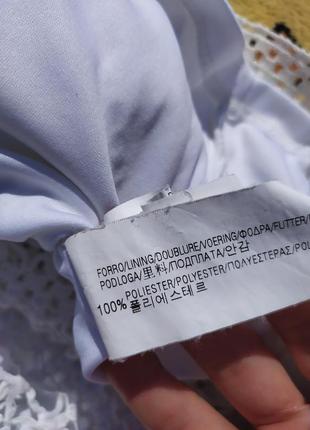 FORRO/LINING/DOUBLURE/VOERING/ФОДРА/FUTTER/
PODLOGA/里料/ПОДПЛАТА/안감
POLIESTER/POLYESTER/ΠΟΛΥΕΣΤΕΡΑΣ/POL
100% 폴리에스테르